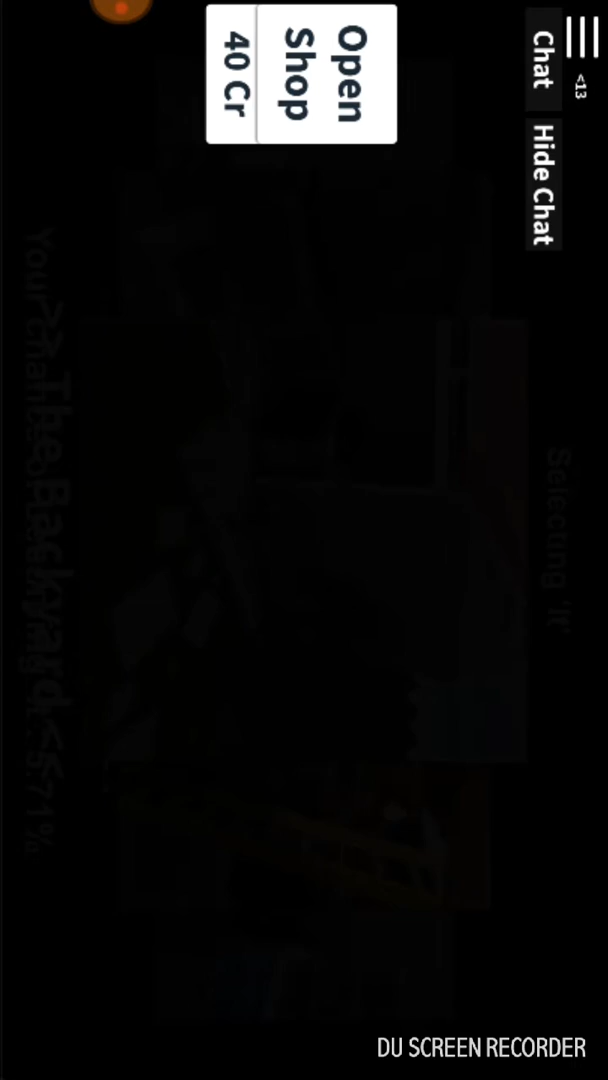 <13
Chat Hide Chat
Selecting 'It'
Open
Shop
40 Cr
>> The Backyard <<
DU SCREEN RECORDER